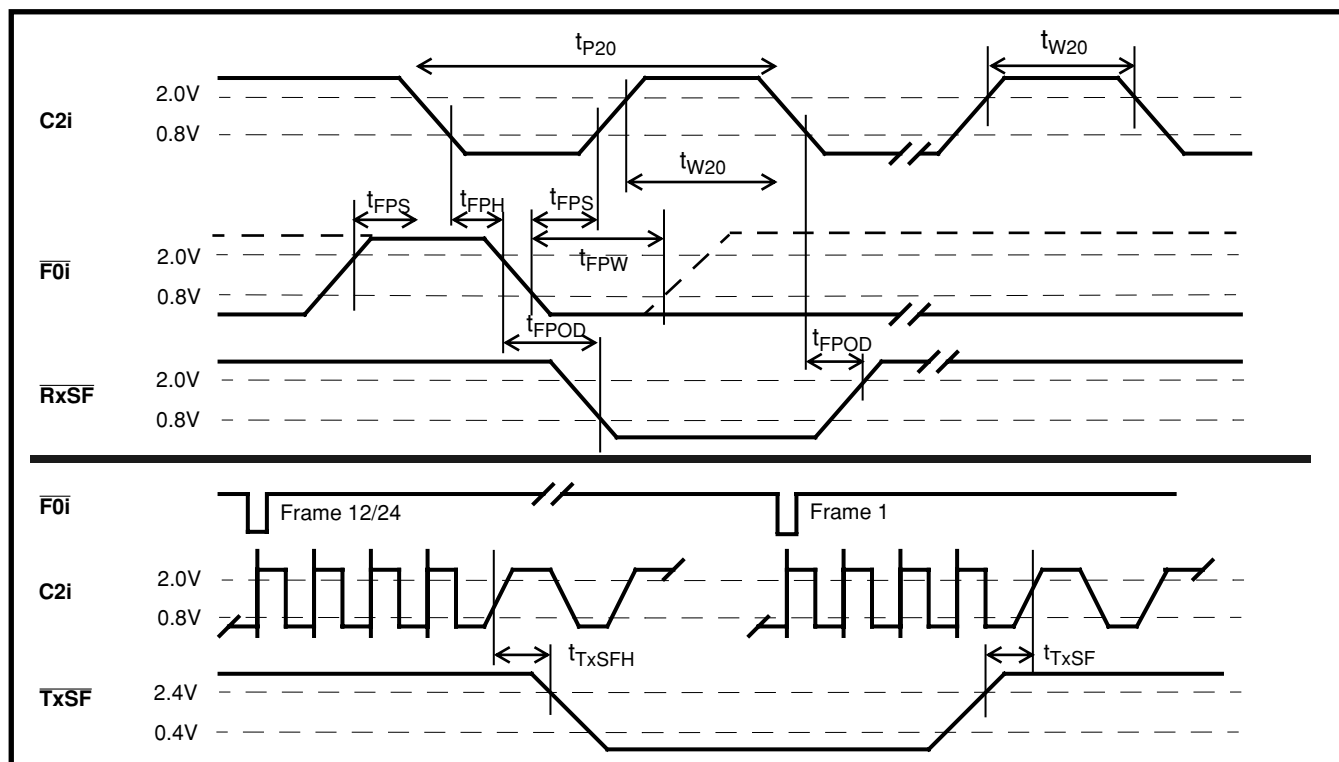 tP20
tW20
2.0V
C2i
0.8V
tW20
tFPS
tFPH
tFPS
2.0V
F0i
tFPW
0.8V
tFPOD
tFPOD
2.0V
RxSF
0.8V
F0i
Frame 12/24
Frame 1
2.0V
C2i
0.8V
tTxSFH
tTxSF
TxSF
2.4V
0.4V